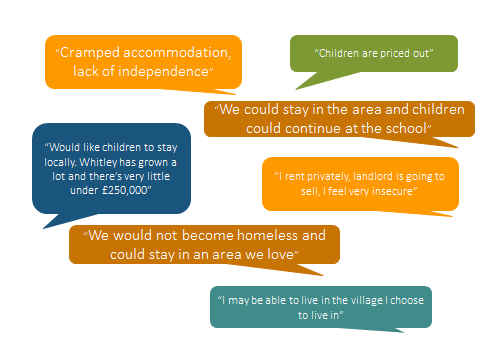 “Cramped accommodation,
lack of independence”
“Children are priced out”
“We could stay in the area and children
could continue at the school”
“Would like children to stay
locally. Whitley has grown a
lot and there’s very little
under £250,000”
“I rent privately, landlord is going to
sell, I feel very insecure”
“We would not become homeless and
could stay in an area we love”
“I may be able to live in the village I choose
to live in”